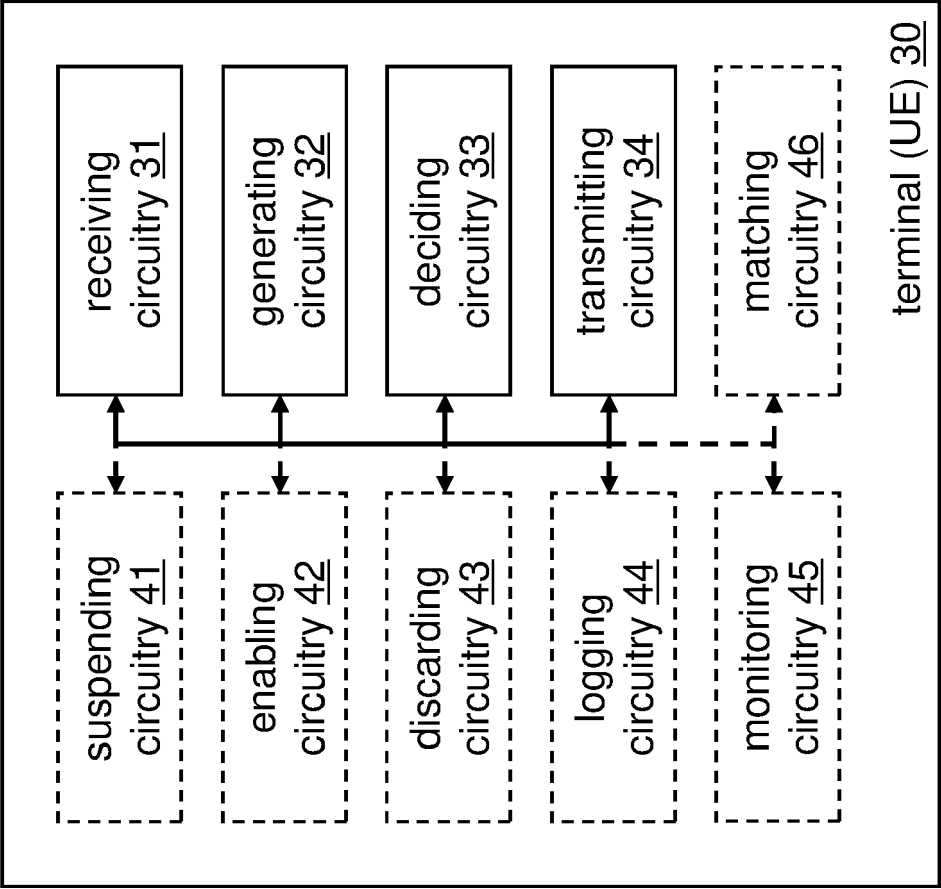 receiving
circuitry 31
generating
circuitry 32
deciding
circuitry 33
transmitting
circuitry 34
matching
circuitry 46
suspending
circuitry 41
enabling
circuitry 42
discarding
circuitry 43
logging
circuitry 44
monitoring
circuitry 45
terminal (UE) 30